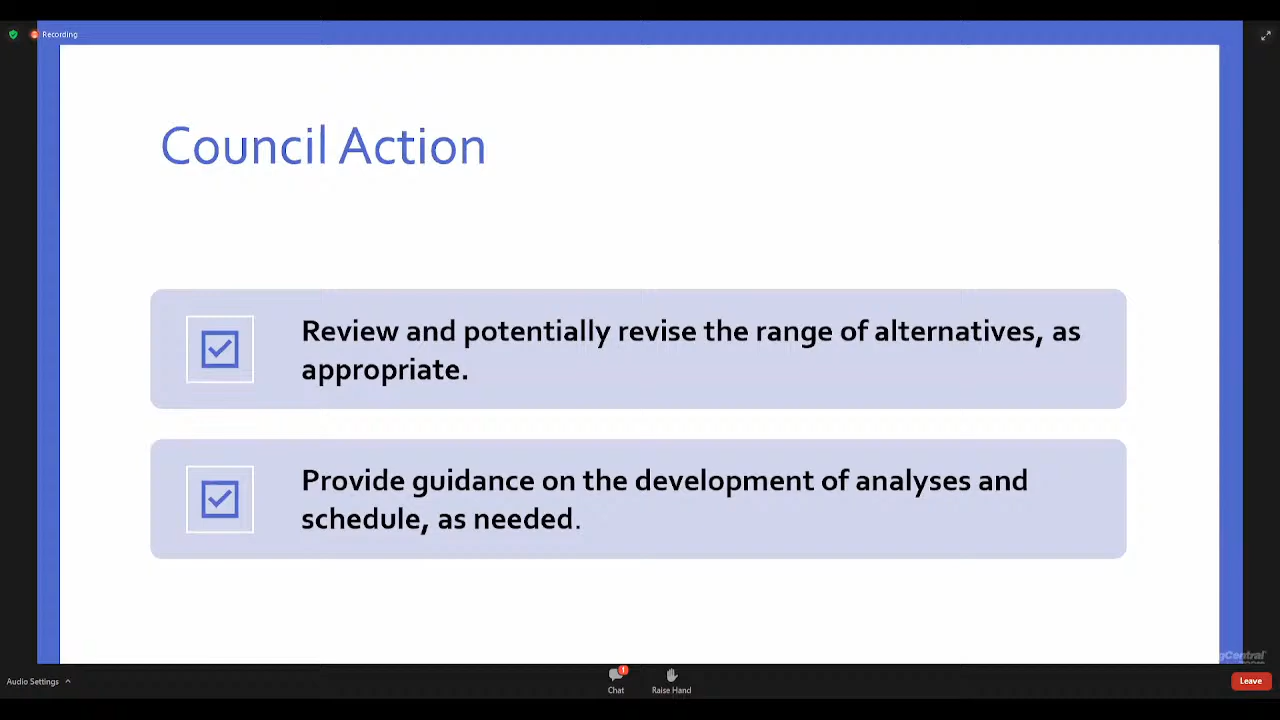 Recording
Council Action
Review and potentially revise the range of alternatives, as
appropriate.
Provide guidance on the development of analyses and
schedule, as needed.
Audio Settings
1
Chat
Raise Hand
Leave